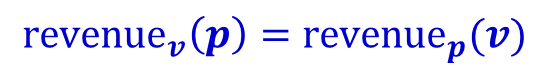 revenue_𝒗(𝒑) = revenue_𝒑(𝒗)